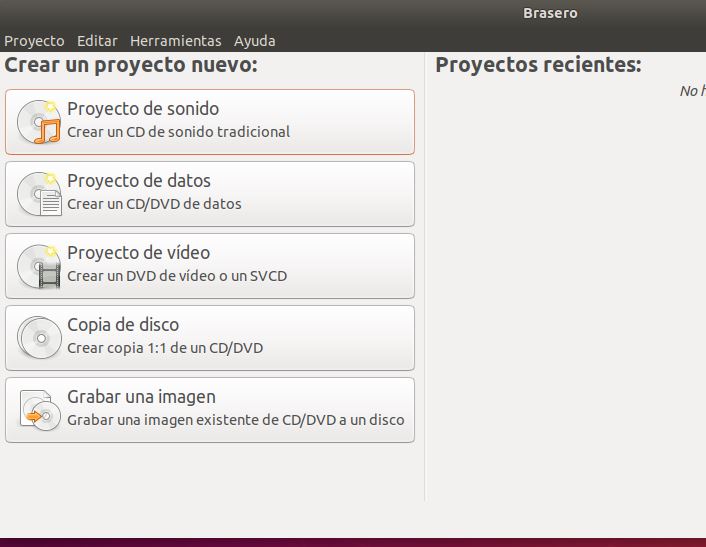 Brasero
Proyecto Editar Herramientas Ayuda
Crear un proyecto nuevo:
Proyecto de sonido
Crear un CD de sonido tradicional
Proyecto de datos
Crear un CD/DVD de datos
Proyecto de vídeo
Crear un DVD de vídeo o un SVCD
Copia de disco
Crear copia 1:1 de un CD/DVD
Grabar una imagen
Grabar una imagen existente de CD/DVD a un disco
Proyectos recientes:
No